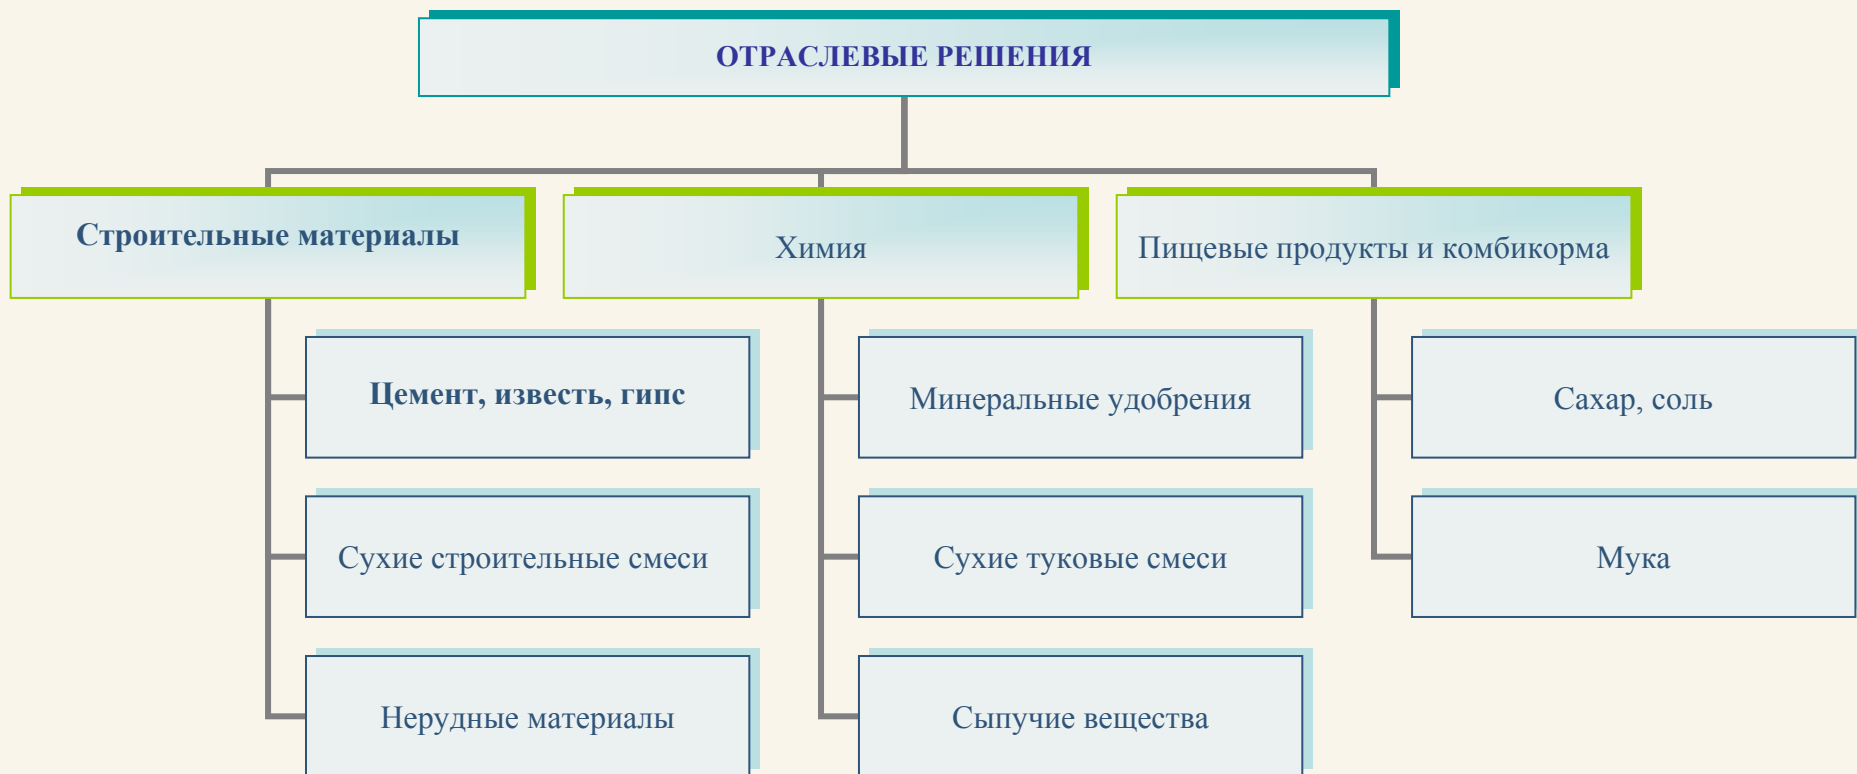 ОТРАСЛЕВЫЕ РЕШЕНИЯ
Строительные материалы
Химия
Пищевые продукты и комбикорма
Цемент, известь, гипс
Минеральные удобрения
Сахар, соль
Сухие строительные смеси
Сухие туковые смеси
Мука
Нерудные материалы
Сыпучие вещества